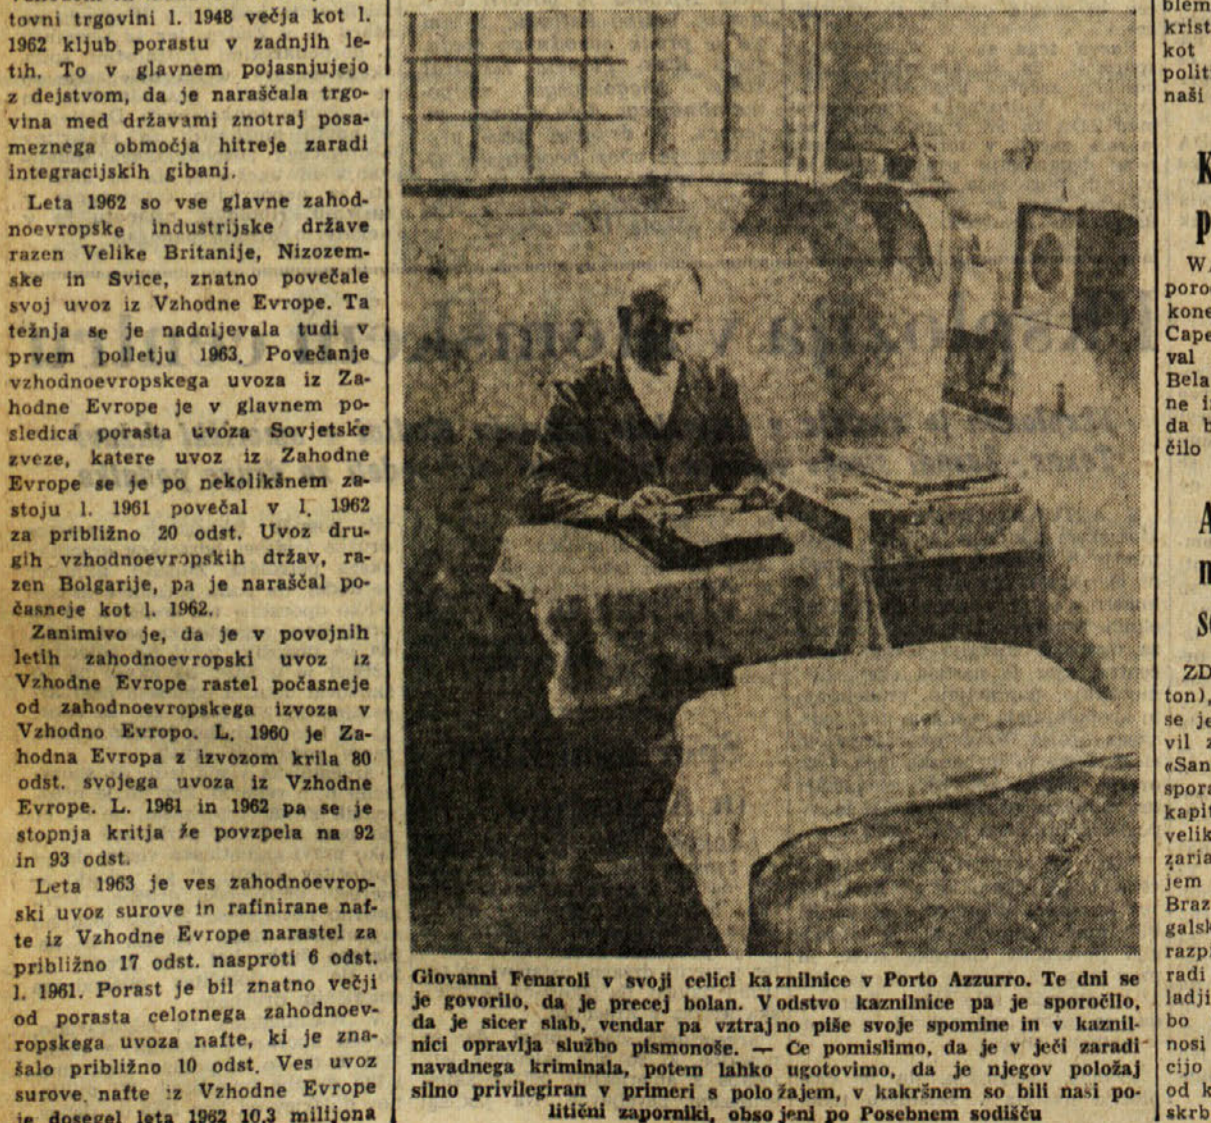 tovni trgovini l. 1948 večja kot l.
1962 kljub porastu v zadnjih le-
tih. To v glavnem pojasnjujejo
z dejstvom, da je naraščala trgo-
vina med državami znotraj posa-
meznega območja hitreje zaradi
integracijskih gibanj.
Leta 1962 so vse glavne zahod-
noevropske industrijske države
razen Velike Britanije, Nizozem-
ske in Svice, znatno povečale
svoj uvoz iz Vzhodne Evrope. Ta
težnja se je nadaljevala tudi v
prvem polletju 1963. Povečanje
vzhodnoevropskega uvoza iz Za-
hodne Evrope je v glavnem po-
sledica porasta uvoza Sovjetske
zveze, katere uvoz iz Zahodne
Evrope se je po nekolikšnem za-
stoju l. 1961 povečal v l. 1962
za približno 20 odst. Uvoz dru-
gih vzhodnoevropskih držav, ra-
zen Bolgarije, pa je naraščal po-
časneje kot l. 1962.
Zanimivo je, da je v povojnih
letih zahodnoevropski uvoz iz
Vzhodne Evrope rastel počasneje
od zahodnoevropskega izvoza v
Vzhodno Evropo. L. 1960 je Za-
hodna Evropa z izvozom krila 80
odst. svojega uvoza iz Vzhodne
Evrope. L. 1961 in 1962 pa se je
stopnja kritja že povzpela na 92
in 93 odst.
Leta 1963 je ves zahodnoevrop-
ski uvoz surove in rafinirane naf-
te iz Vzhodne Evrope narastel za
približno 17 odst. nasproti 6 odst.
l. 1961. Porast je bil znatno večji
od porasta celotnega zahodnoev-
ropskega uvoza nafte, ki je zna-
šalo približno 10 odst. Ves uvoz
surove nafte iz Vzhodne Evrope
je dosegel leta 1962 10,3 milijona
Giovanni Fenaroli v svoji celici kaznilnice v Porto Azzurro. Te dni se
je govorilo, da je precej bolan. Vodstvo kaznilnice pa je sporočilo,
da je sicer slab, vendar pa vztrajno piše svoje spomine in v kaznil-
nici opravlja službo pismonoše. — Ce pomislimo, da je v ječi zaradi
navadnega kriminala, potem lahko ugotovimo, da je njegov položaj
silno privilegiran v primeri s položajem, v kakršnem so bili naši po-
litični zaporniki, obsojeni po Posebnem sodišču
blem
krist
kot
polit
naši
K
p
WA
poro
kone
Cape
val
Bela
ne i
da b
čilo
A
n
s
ZD
ton),
se je
vil z
«San
spora
kapit
velik
zaria
jem
Braz
galsk
razpi
radi
ladji
bo
nosi
cijo
od k
skrb